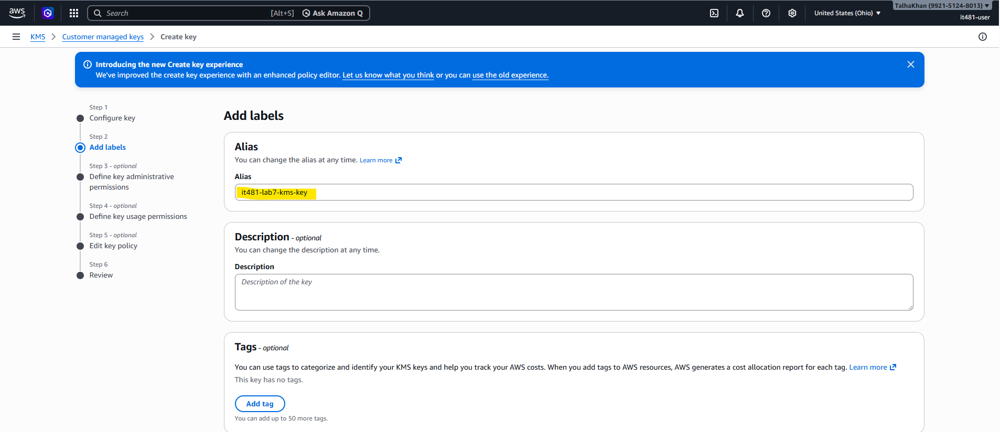 aws
Search [Alt+S] Ask Amazon Q
United States (Ohio)
TalhaKhan (9921-5124-8013)
it481-user
KMS > Customer managed keys > Create key
Introducing the new Create key experience
We've improved the create key experience with an enhanced policy editor. Let us know what you think or you can use the old experience.
Step 1
Configure key
Step 2
Add labels
Step 3 - optional
Define key administrative
permissions
Step 4 - optional
Define key usage permissions
Step 5 - optional
Edit key policy
Step 6
Review
Add labels
Alias
You can change the alias at any time. Learn more
Alias
it481-lab7-kms-key
Description - optional
You can change the description at any time.
Description
Description of the key
Tags - optional
You can use tags to categorize and identify your KMS keys and help you track your AWS costs. When you add tags to AWS resources, AWS generates a cost allocation report for each tag. Learn more
This key has no tags.
Add tag
You can add up to 50 more tags.